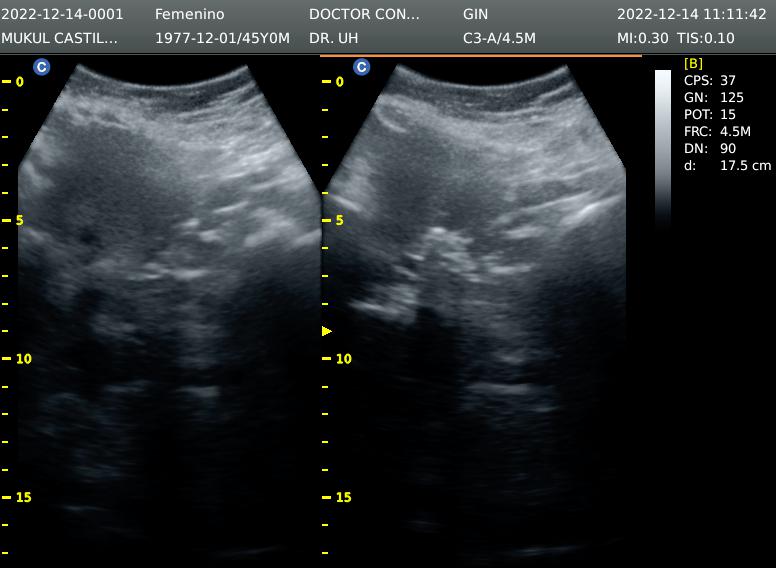 2022-12-14-0001 Femenino DOCTOR CON... GIN 2022-12-14 11:11:42
MUKUL CASTIL... 1977-12-01/45Y0M DR. UH C3-A/4.5M MI:0.30 TIS:0.10
C
C
[B]
CPS: 37
GN: 125
POT: 15
FRC: 4.5M
DN: 90
d: 17.5 cm
0
5
10
15
0
5
10
15